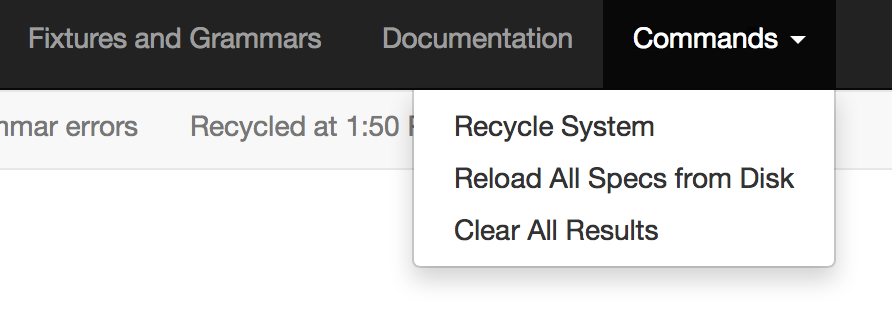 Fixtures and Grammars Documentation Commands
errors Recycled at 1:50
Recycle System
Reload All Specs from Disk
Clear All Results